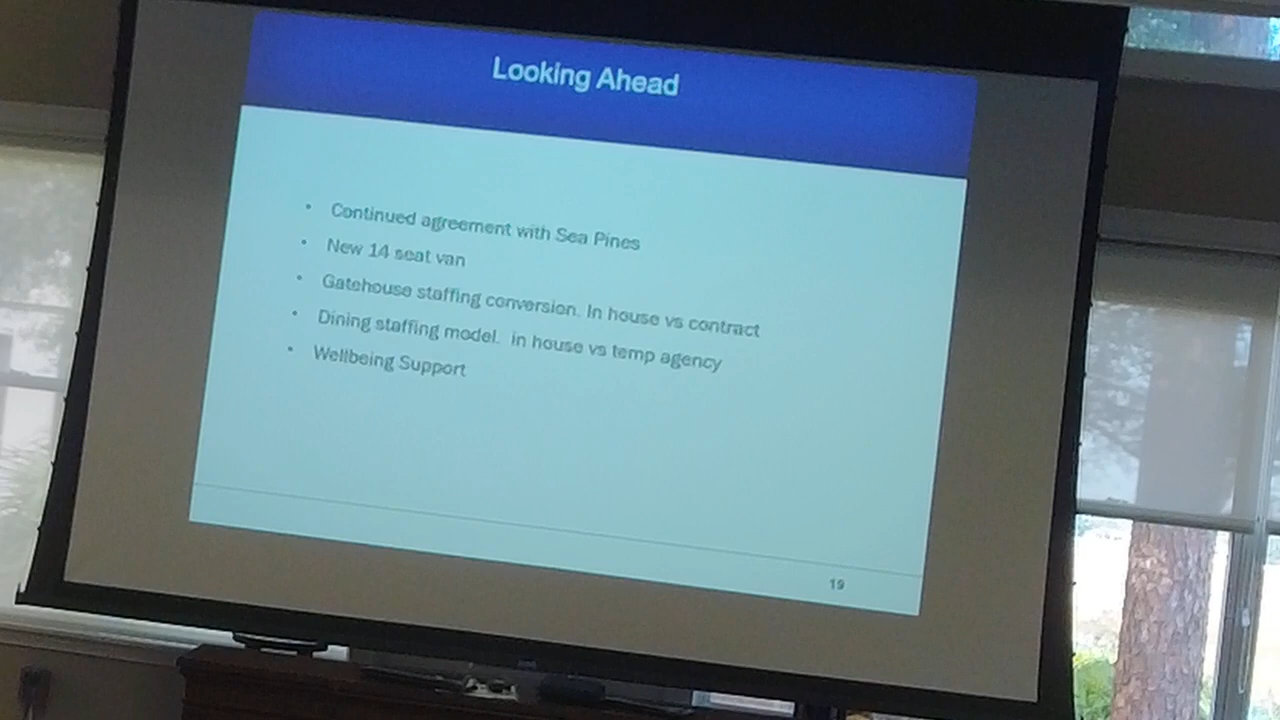 Looking Ahead
• Continued agreement with Sea Pines
• New 14 seat van
• Gatehouse staffing conversion. In house vs contract
• Dining staffing model. in house vs temp agency
• Wellbeing Support
19